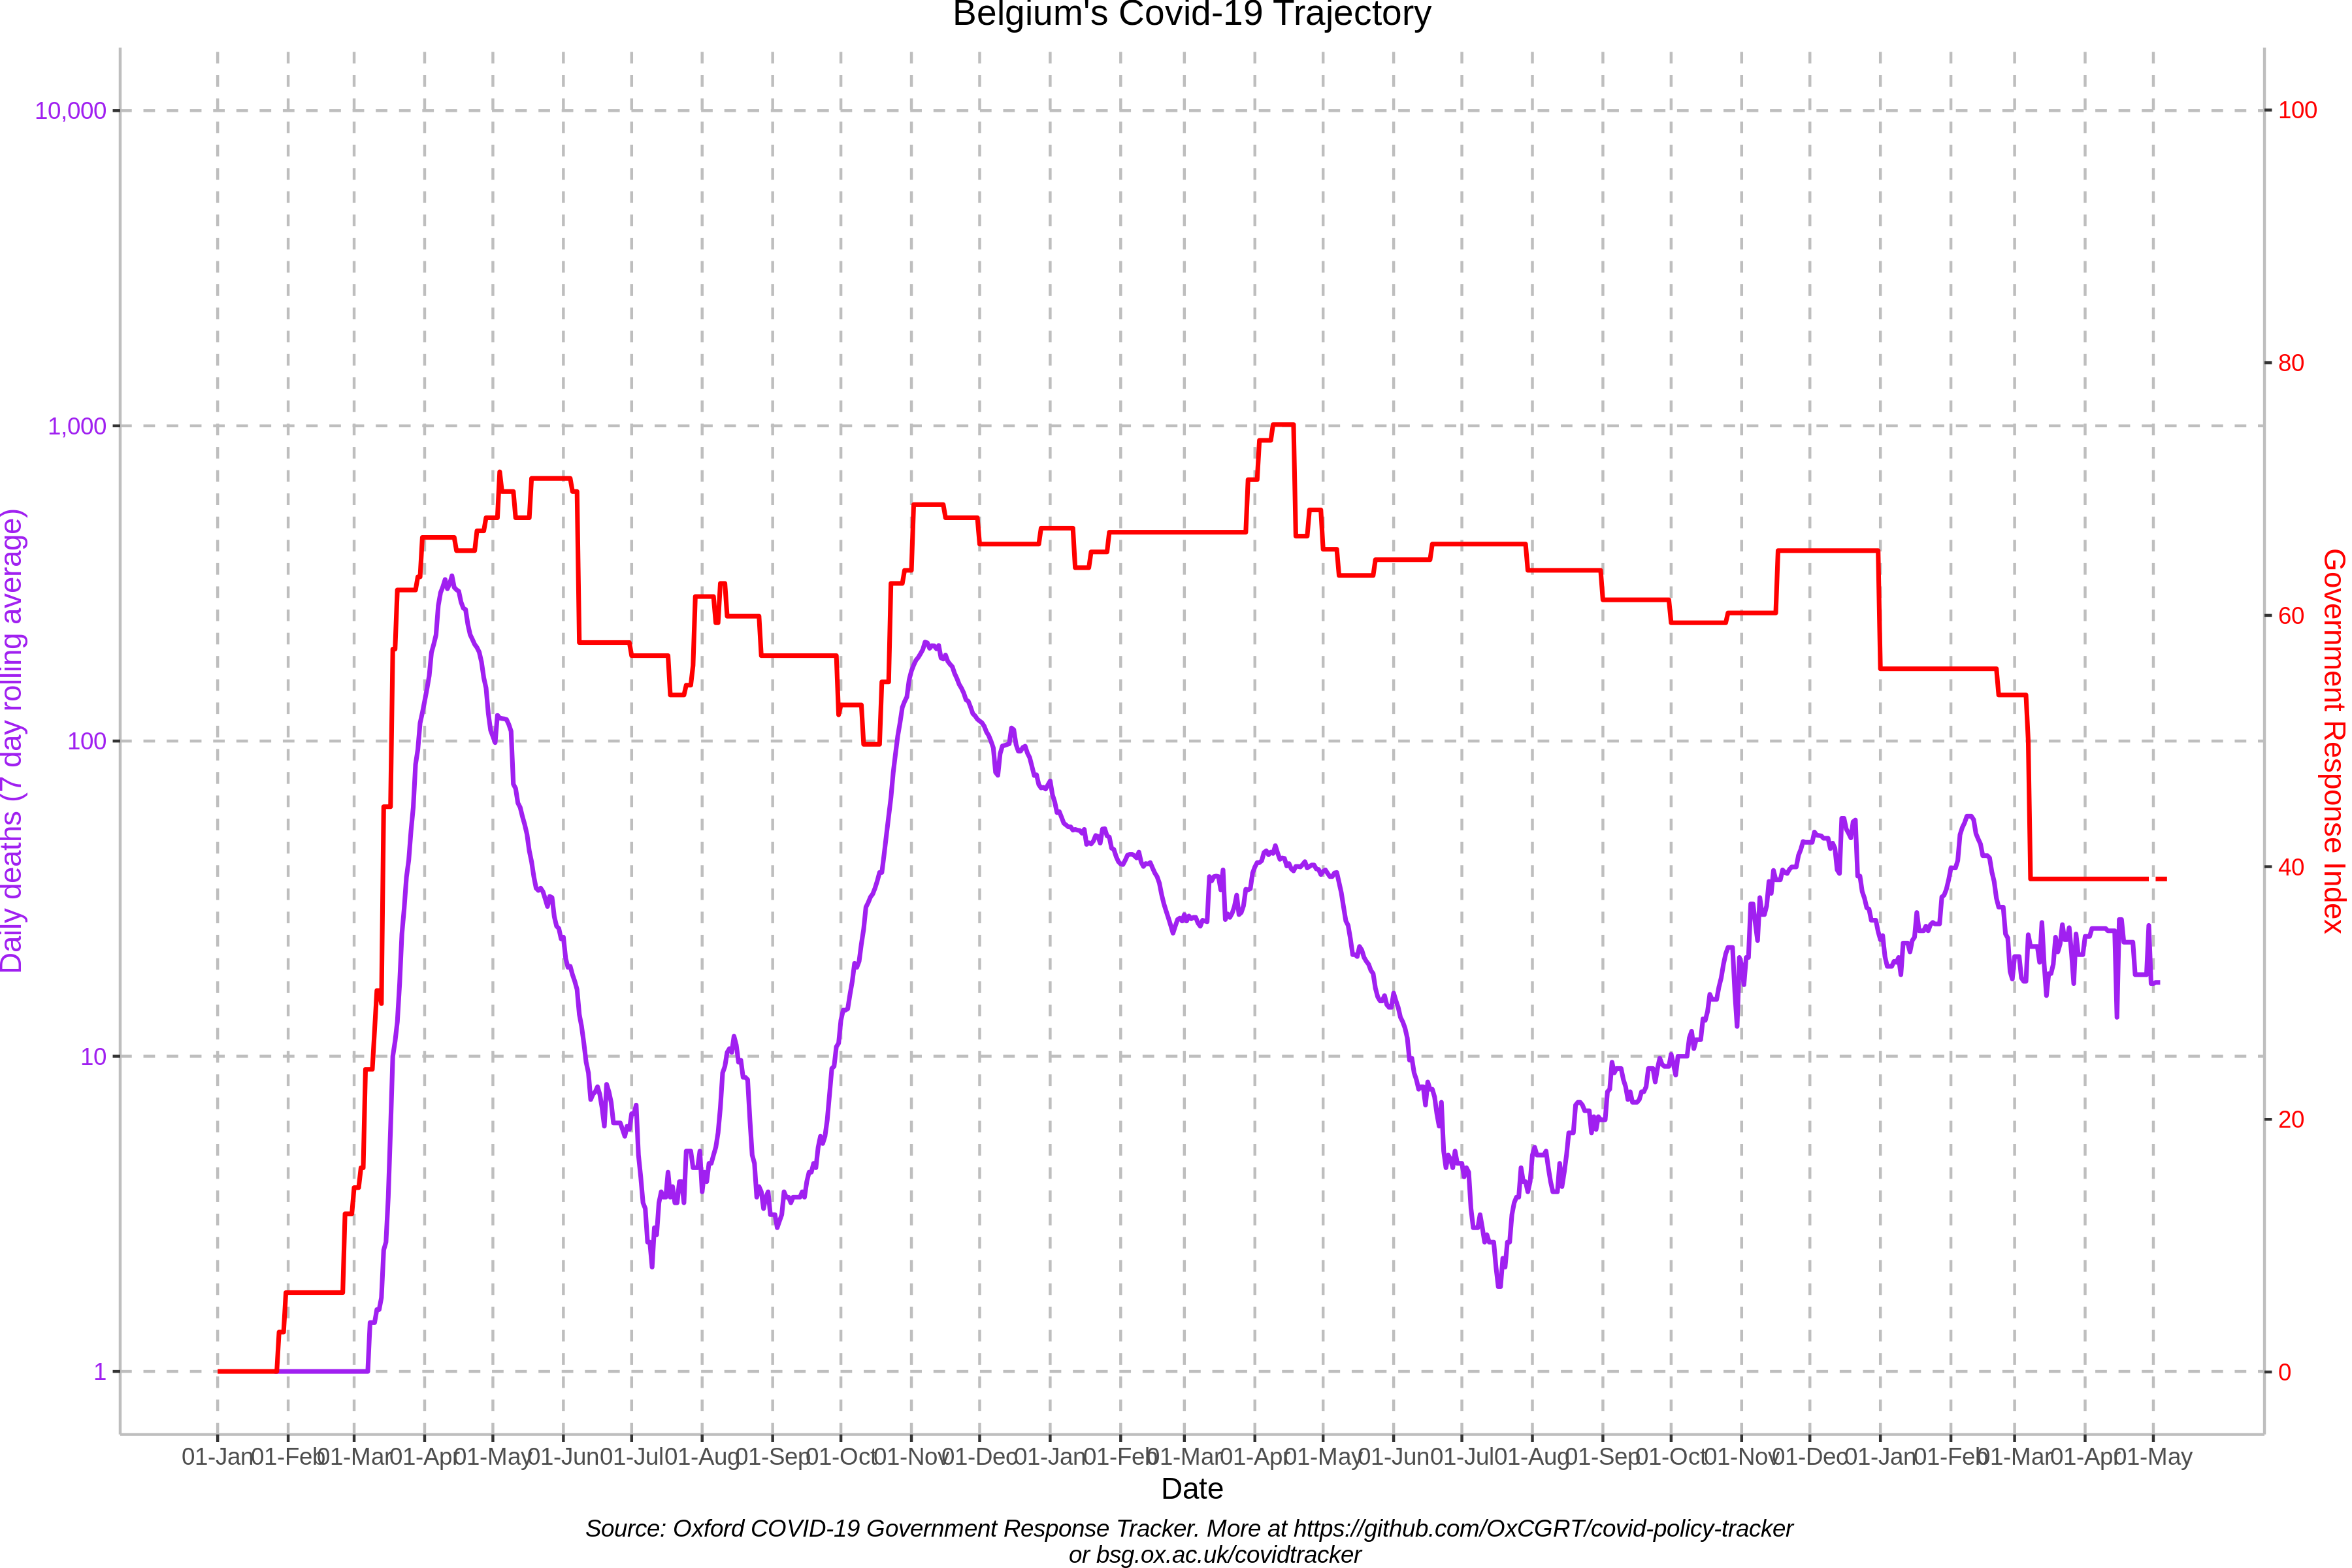 Belgium's Covid-19 Trajectory
10,000
1,000
100
10
1
Daily deaths (7 day rolling average)
100
80
60
40
20
0
Government Response Index
01-Jan 01-Feb 01-Mar 01-Apr 01-May 01-Jun 01-Jul 01-Aug 01-Sep 01-Oct 01-Nov 01-Dec 01-Jan 01-Feb 01-Mar 01-Apr 01-May 01-Jun 01-Jul 01-Aug 01-Sep 01-Oct 01-Nov 01-Dec 01-Jan 01-Feb 01-Mar 01-Apr 01-May
Date
Source: Oxford COVID-19 Government Response Tracker. More at https://github.com/OxCGRT/covid-policy-tracker
or bsg.ox.ac.uk/covidtracker